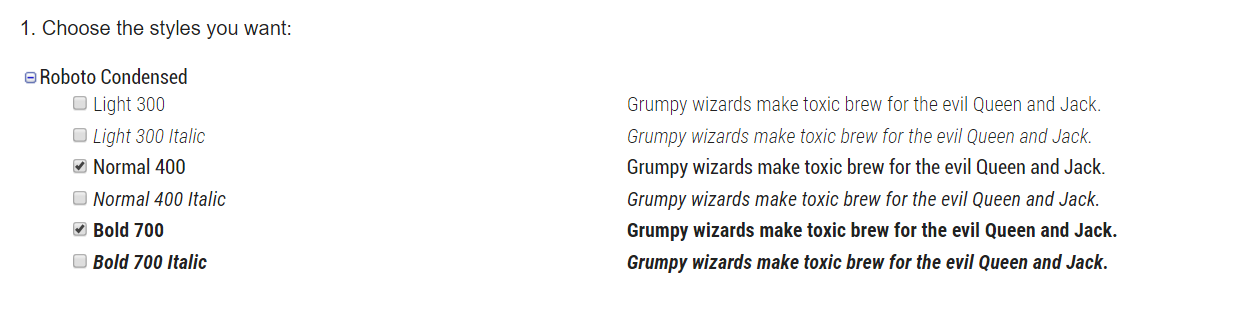 1. Choose the styles you want:
Roboto Condensed
Light 300 Grumpy wizards make toxic brew for the evil Queen and Jack.
Light 300 Italic Grumpy wizards make toxic brew for the evil Queen and Jack.
Normal 400 Grumpy wizards make toxic brew for the evil Queen and Jack.
Normal 400 Italic Grumpy wizards make toxic brew for the evil Queen and Jack.
Bold 700 Grumpy wizards make toxic brew for the evil Queen and Jack.
Bold 700 Italic Grumpy wizards make toxic brew for the evil Queen and Jack.